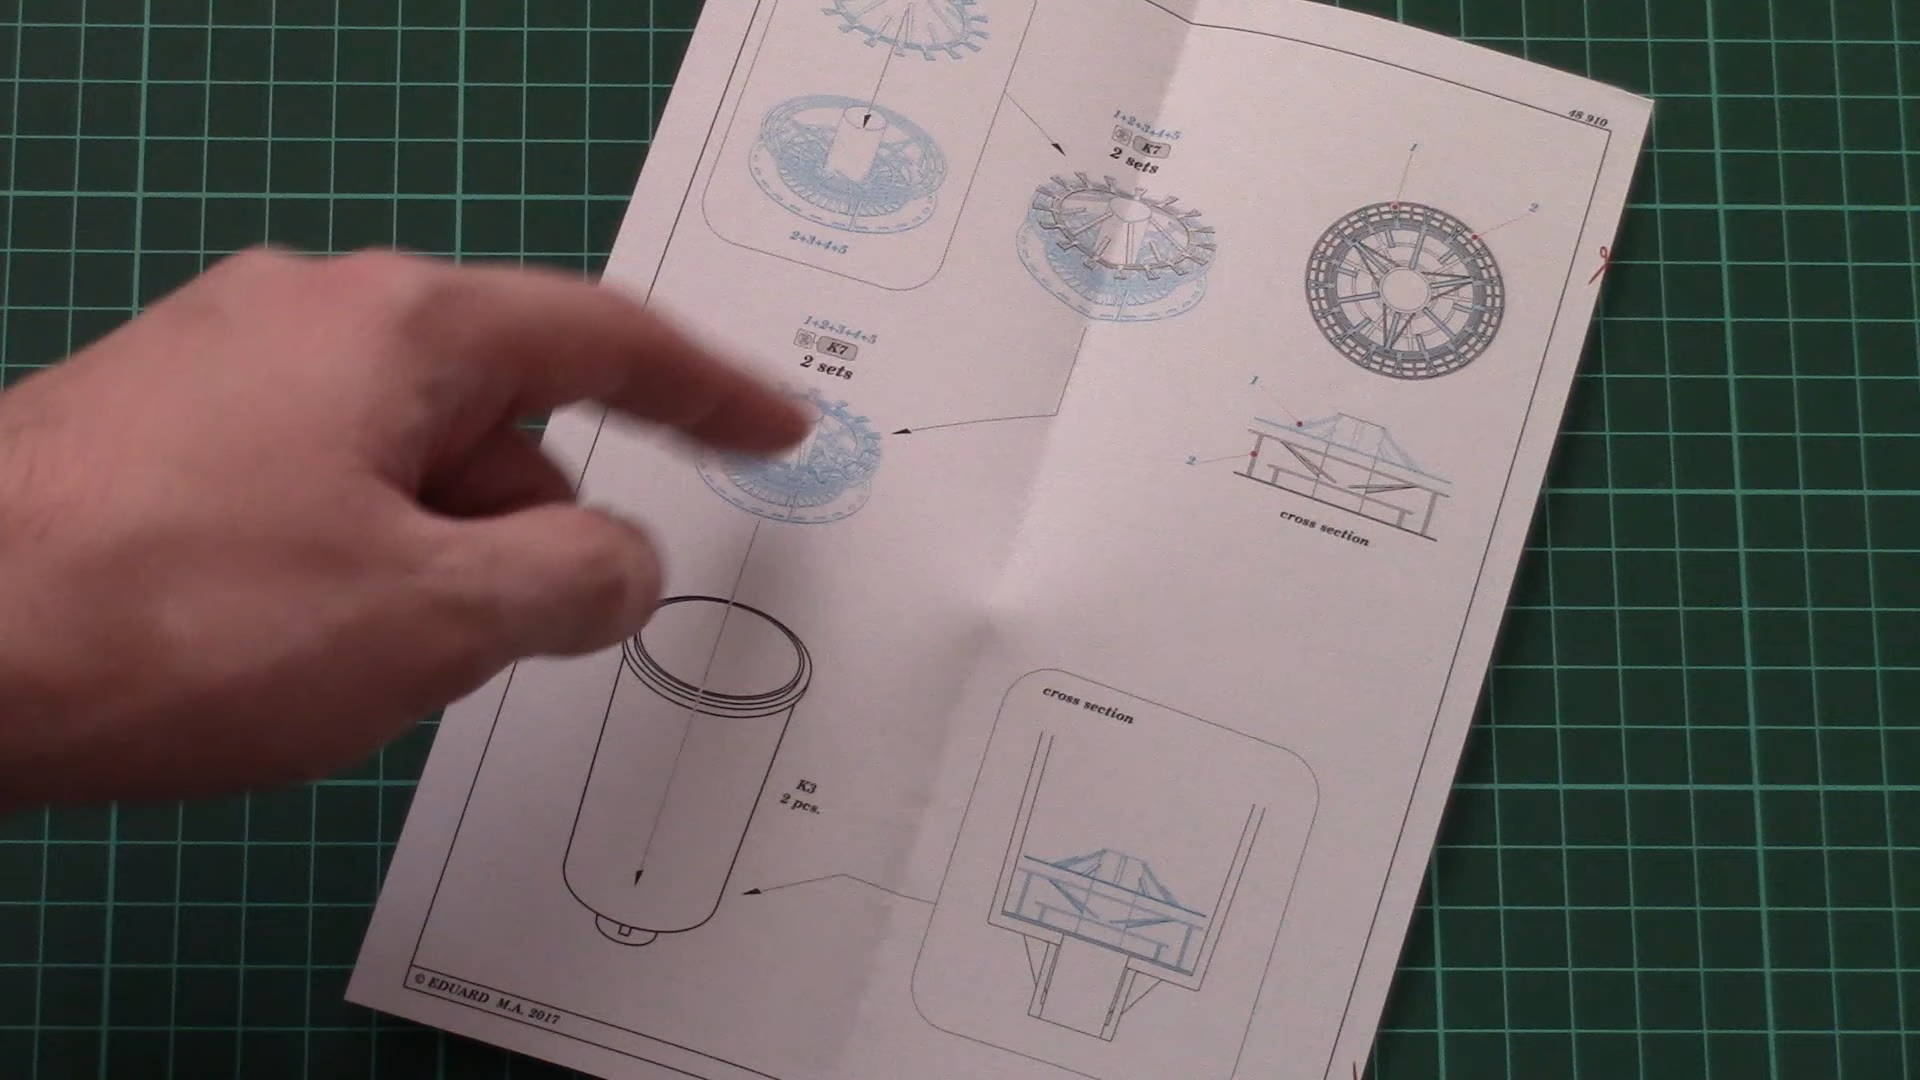 48 910
1+2+3+4+5
K7
2 sets
1
2
2+3+4+5
1+2+3+4+5
K7
2 sets
1
2
cross section
cross section
K3
2 pcs.
© EDUARD M.A. 2017